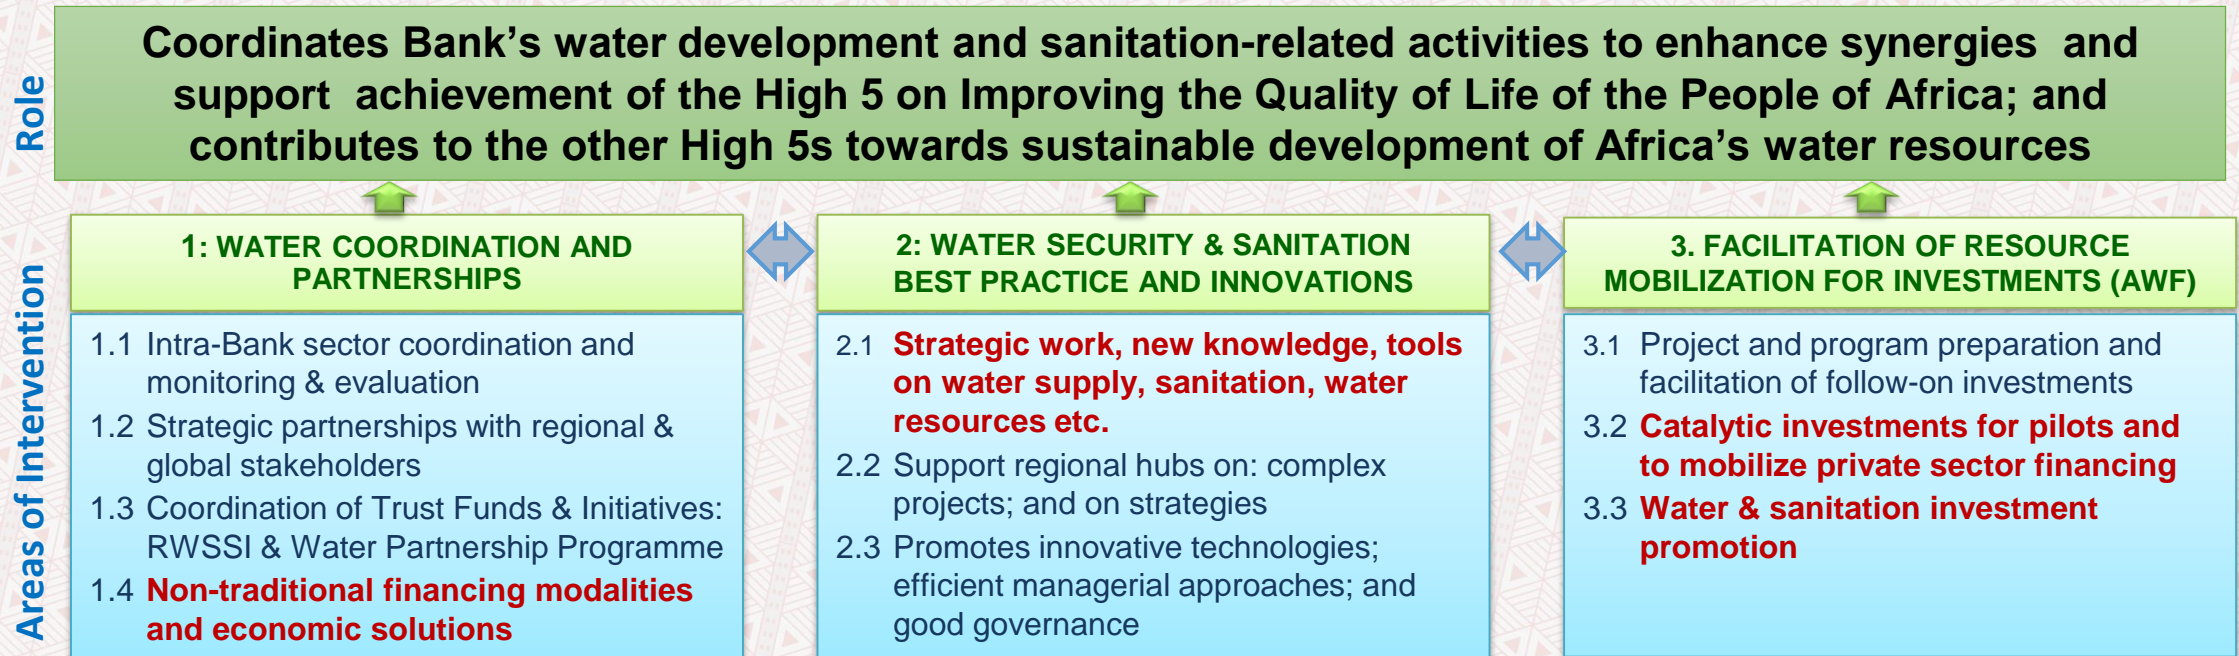 Role
Coordinates Bank’s water development and sanitation-related activities to enhance synergies and
support achievement of the High 5 on Improving the Quality of Life of the People of Africa; and
contributes to the other High 5s towards sustainable development of Africa’s water resources
Areas of Intervention
1: WATER COORDINATION AND
PARTNERSHIPS
1.1 Intra-Bank sector coordination and
monitoring & evaluation
1.2 Strategic partnerships with regional &
global stakeholders
1.3 Coordination of Trust Funds & Initiatives:
RWSSI & Water Partnership Programme
1.4 Non-traditional financing modalities
and economic solutions
2: WATER SECURITY & SANITATION
BEST PRACTICE AND INNOVATIONS
2.1 Strategic work, new knowledge, tools
on water supply, sanitation, water
resources etc.
2.2 Support regional hubs on: complex
projects; and on strategies
2.3 Promotes innovative technologies;
efficient managerial approaches; and
good governance
3. FACILITATION OF RESOURCE
MOBILIZATION FOR INVESTMENTS (AWF)
3.1 Project and program preparation and
facilitation of follow-on investments
3.2 Catalytic investments for pilots and
to mobilize private sector financing
3.3 Water & sanitation investment
promotion